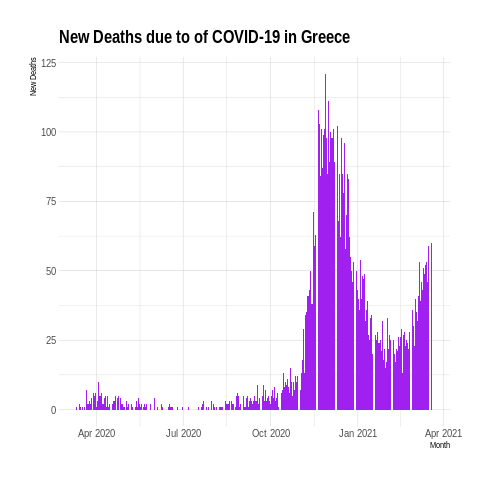 New Deaths due to of COVID-19 in Greece
New Deaths
125
100
75
50
25
0
Apr 2020 Jul 2020 Oct 2020 Jan 2021 Apr 2021
Month